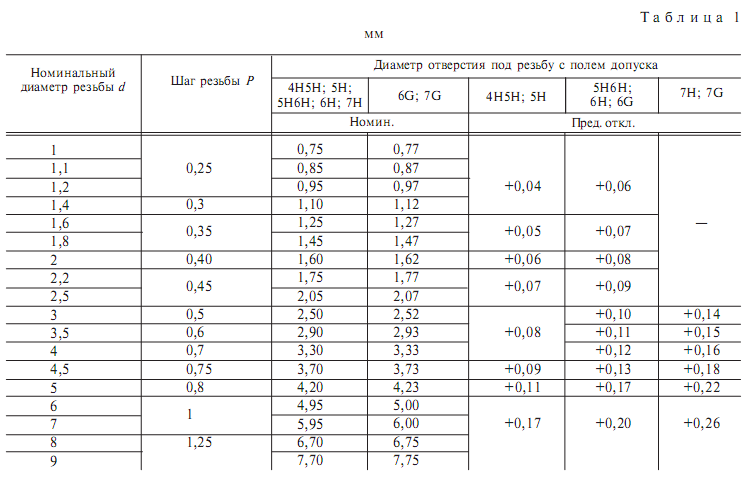 Таблица 1
мм
Номинальный диаметр резьбы d | Шаг резьбы P | Диаметр отверстия под резьбу с полем допуска
4H5H; 5H; 5H6H; 6H; 7H | 6G; 7G | 4H5H; 5H | 5H6H; 6H; 6G | 7H; 7G
Номин. | Пред. откл.
1 | 0,25 | 0,75 | 0,77 | +0,04 | +0,06 | —
1,1 | 0,85 | 0,87
1,2 | 0,95 | 0,97
1,4 | 0,3 | 1,10 | 1,12
1,6 | 0,35 | 1,25 | 1,27 | +0,05 | +0,07
1,8 | 1,45 | 1,47
2 | 0,40 | 1,60 | 1,62 | +0,06 | +0,08
2,2 | 0,45 | 1,75 | 1,77 | +0,07 | +0,09
2,5 | 2,05 | 2,07
3 | 0,5 | 2,50 | 2,52 | +0,08 | +0,10 | +0,14
3,5 | 0,6 | 2,90 | 2,93 | +0,11 | +0,15
4 | 0,7 | 3,30 | 3,33 | +0,12 | +0,16
4,5 | 0,75 | 3,70 | 3,73 | +0,09 | +0,13 | +0,18
5 | 0,8 | 4,20 | 4,23 | +0,11 | +0,17 | +0,22
6 | 1 | 4,95 | 5,00 | +0,17 | +0,20 | +0,26
7 | 5,95 | 6,00
8 | 1,25 | 6,70 | 6,75
9 | 7,70 | 7,75